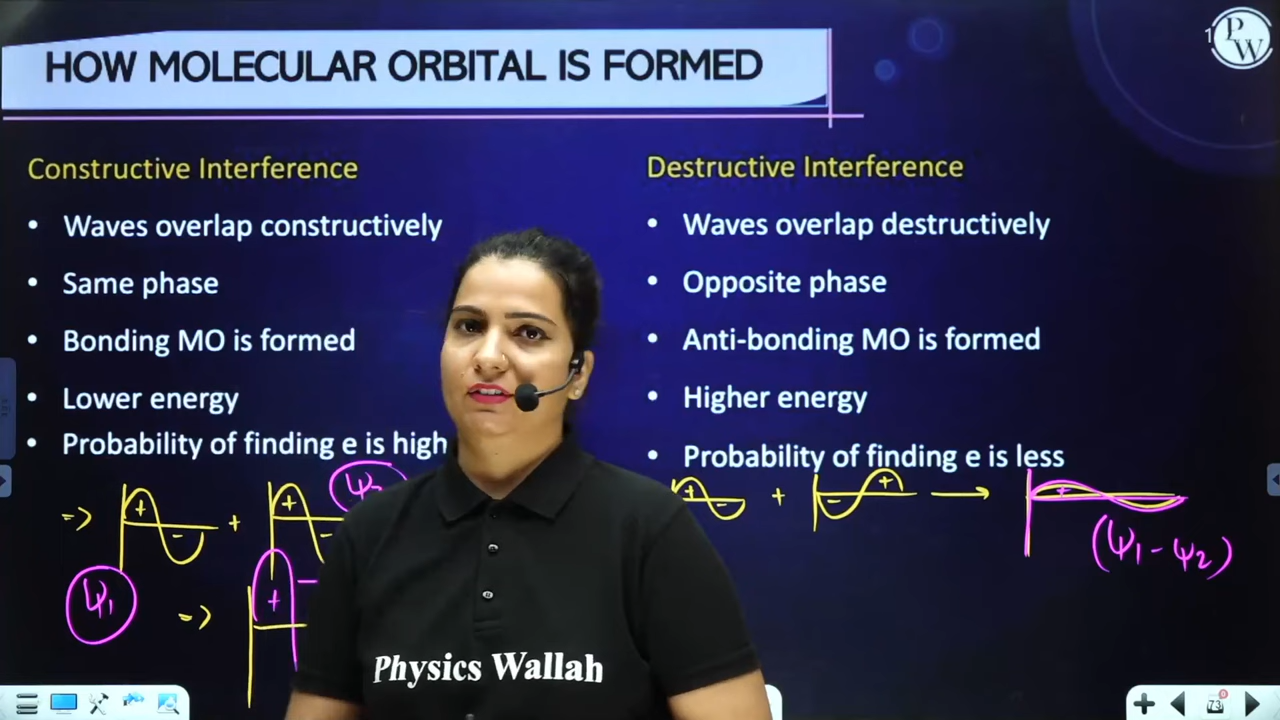 HOW MOLECULAR ORBITAL IS FORMED
PW
Constructive Interference
• Waves overlap constructively
• Same phase
• Bonding MO is formed
• Lower energy
• Probability of finding e is high
Destructive Interference
• Waves overlap destructively
• Opposite phase
• Anti-bonding MO is formed
• Higher energy
• Probability of finding e is less
=> + - + + ψ₂
ψ₁ => +
+ - + - + → +
(ψ₁ - ψ₂)
Physics Wallah
73